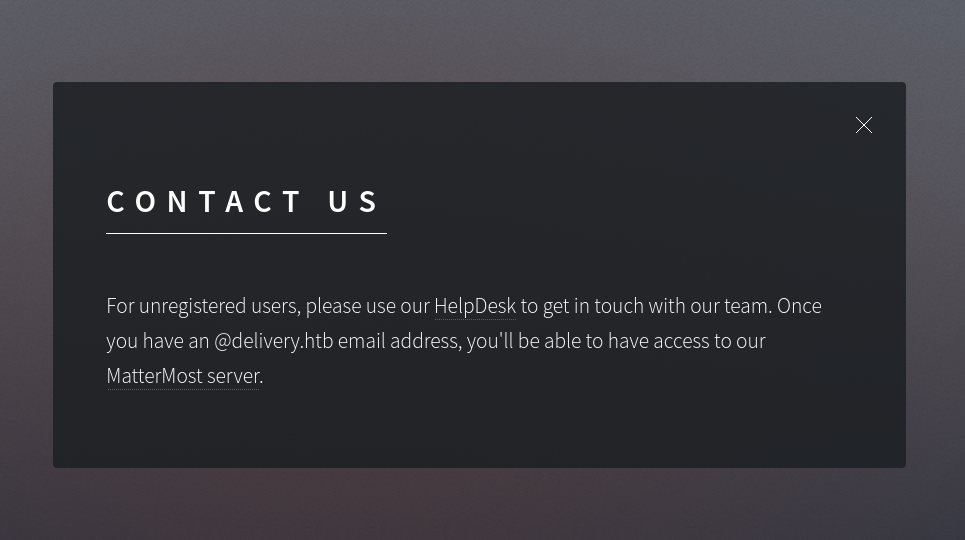 CONTACT US
For unregistered users, please use our HelpDesk to get in touch with our team. Once
you have an @delivery.htb email address, you'll be able to have access to our
MatterMost server.